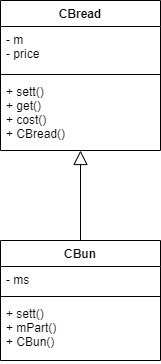 CBread
- m
- price
+ sett()
+ get()
+ cost()
+ CBread()
CBun
- ms
+ sett()
+ mPart()
+ CBun()